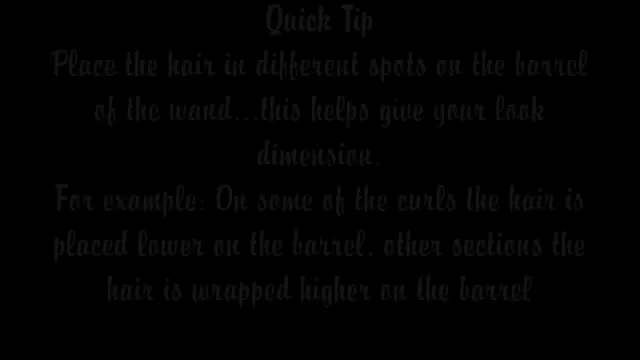 Quick Tip
Place the hair in different spots on the barrel
of the wand...this helps give your look
dimension.
For example: On some of the curls the hair is
placed lower on the barrel, other sections the
hair is wrapped higher on the barrel